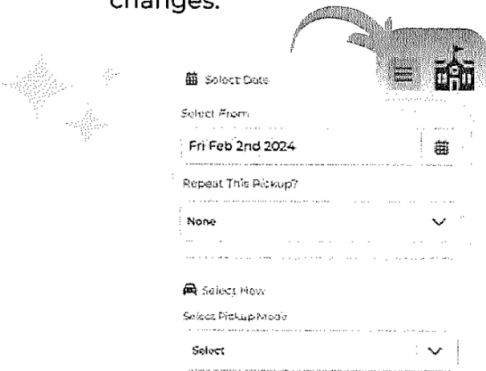 changes.
Select Date
Select From
Fri Feb 2nd 2024
Repeat This Pickup?
None
Select How
Select Pickup Mode
Select